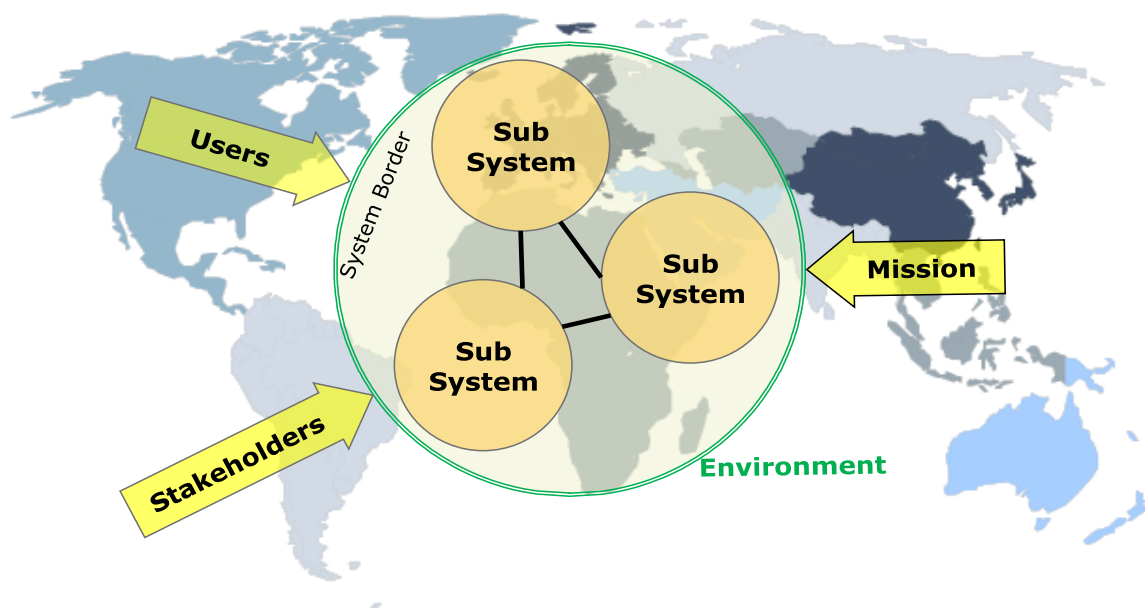 Users
System Border
Sub
System
Sub
System
Mission
Sub
System
Stakeholders
Environment